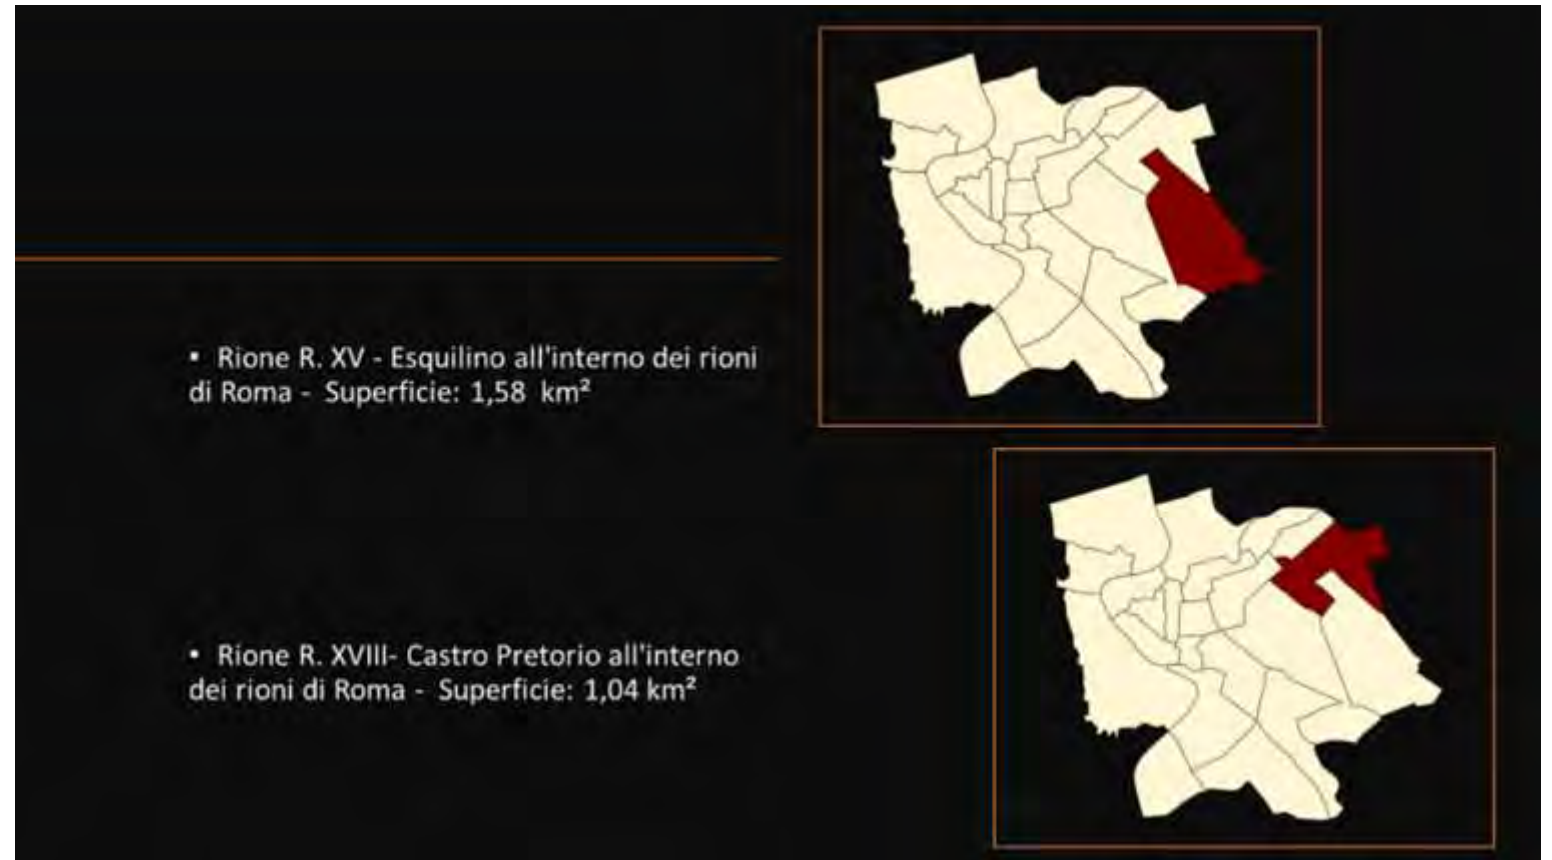 ▪ Rione R. XV - Esquilino all'interno dei rioni
di Roma - Superficie: 1,58 km²
• Rione R. XVIII- Castro Pretorio all'interno
dei rioni di Roma - Superficie: 1,04 km²